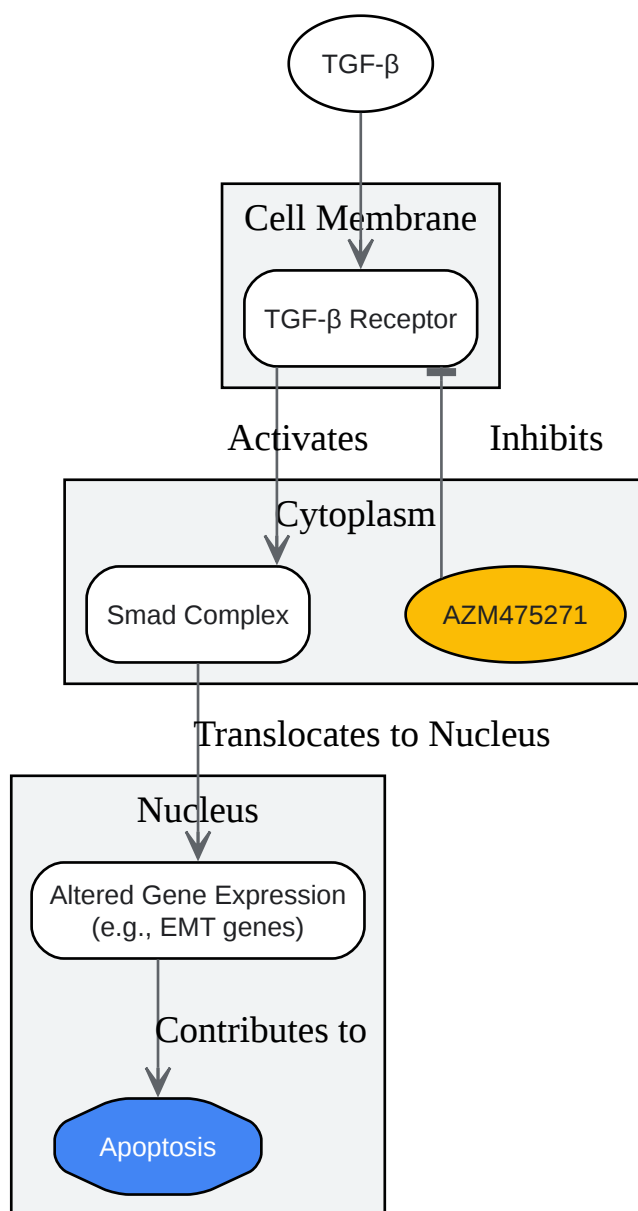 TGF-β
Cell Membrane
TGF-β Receptor
Activates
Inhibits
Cytoplasm
Smad Complex
AZM475271
Translocates to Nucleus
Nucleus
Altered Gene Expression
(e.g., EMT genes)
Contributes to
Apoptosis